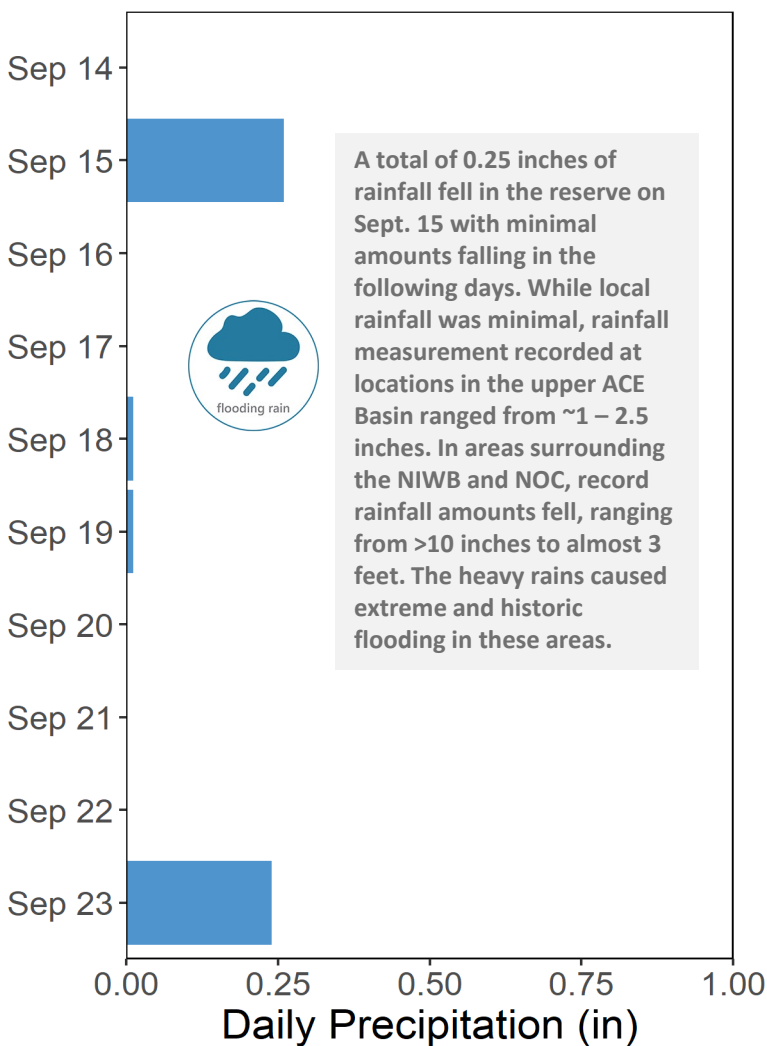 Sep 14
Sep 15
Sep 16
Sep 17
Sep 18
Sep 19
Sep 20
Sep 21
Sep 22
Sep 23
A total of 0.25 inches of
rainfall fell in the reserve on
Sept. 15 with minimal
amounts falling in the
following days. While local
rainfall was minimal, rainfall
measurement recorded at
locations in the upper ACE
Basin ranged from ~1 – 2.5
inches. In areas surrounding
the NIWB and NOC, record
rainfall amounts fell, ranging
from >10 inches to almost 3
feet. The heavy rains caused
extreme and historic
flooding in these areas.
flooding rain
0.00 0.25 0.50 0.75 1.00
Daily Precipitation (in)